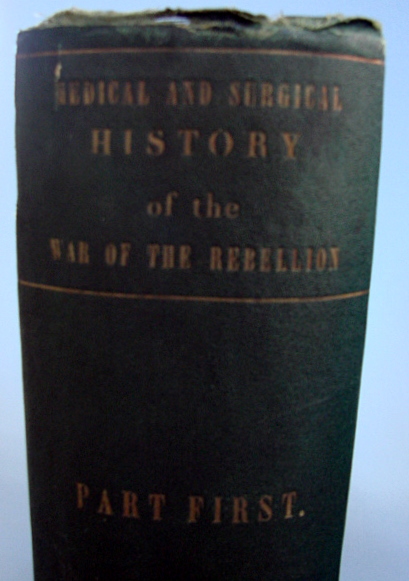 MEDICAL AND SURGICAL
HISTORY
of the
WAR OF THE REBELLION
PART FIRST.